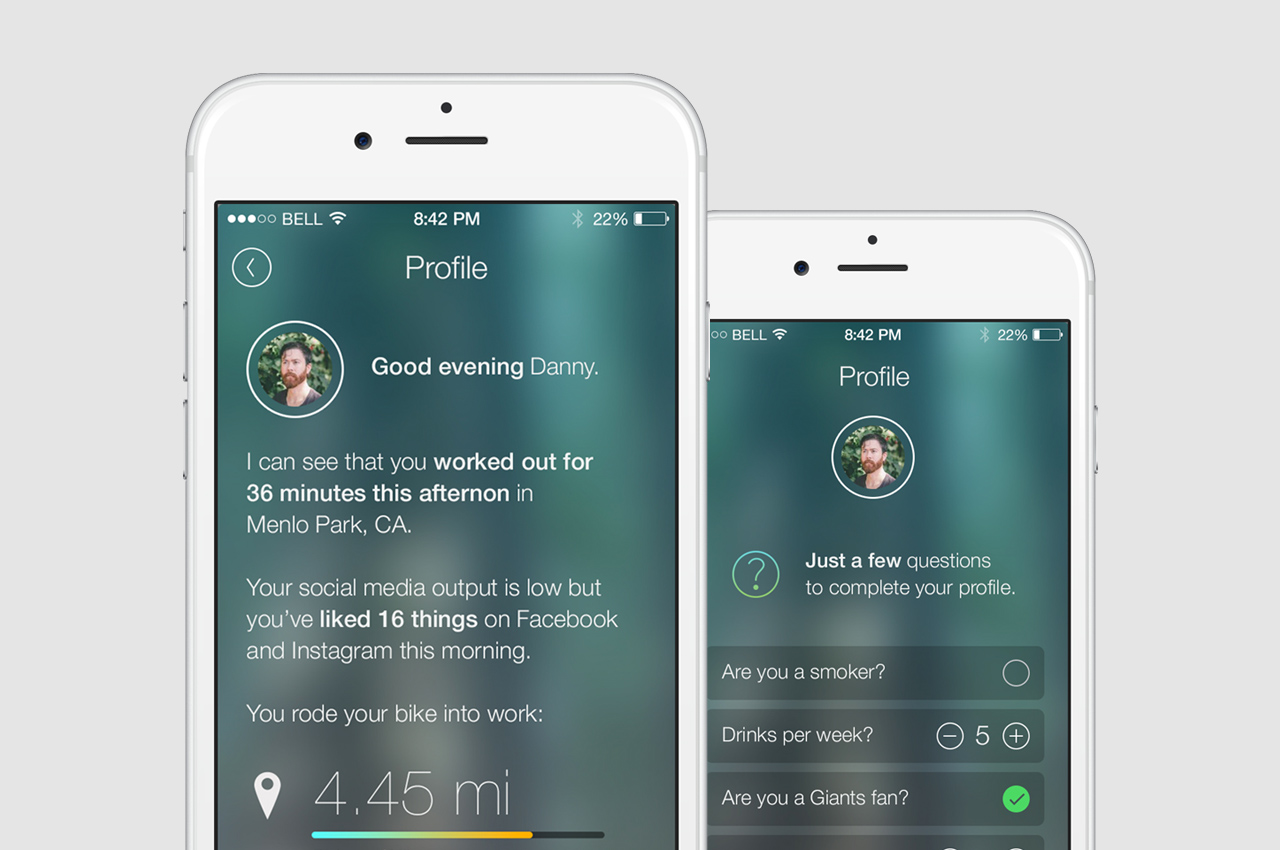 BELL 8:42 PM 22%
Profile
Good evening Danny.
I can see that you worked out for
36 minutes this afternon in
Menlo Park, CA.
Your social media output is low but
you’ve liked 16 things on Facebook
and Instagram this morning.
You rode your bike into work:
4.45 mi
BELL 8:42 PM 22%
Profile
?
Just a few questions
to complete your profile.
Are you a smoker?
Drinks per week? 5
Are you a Giants fan?